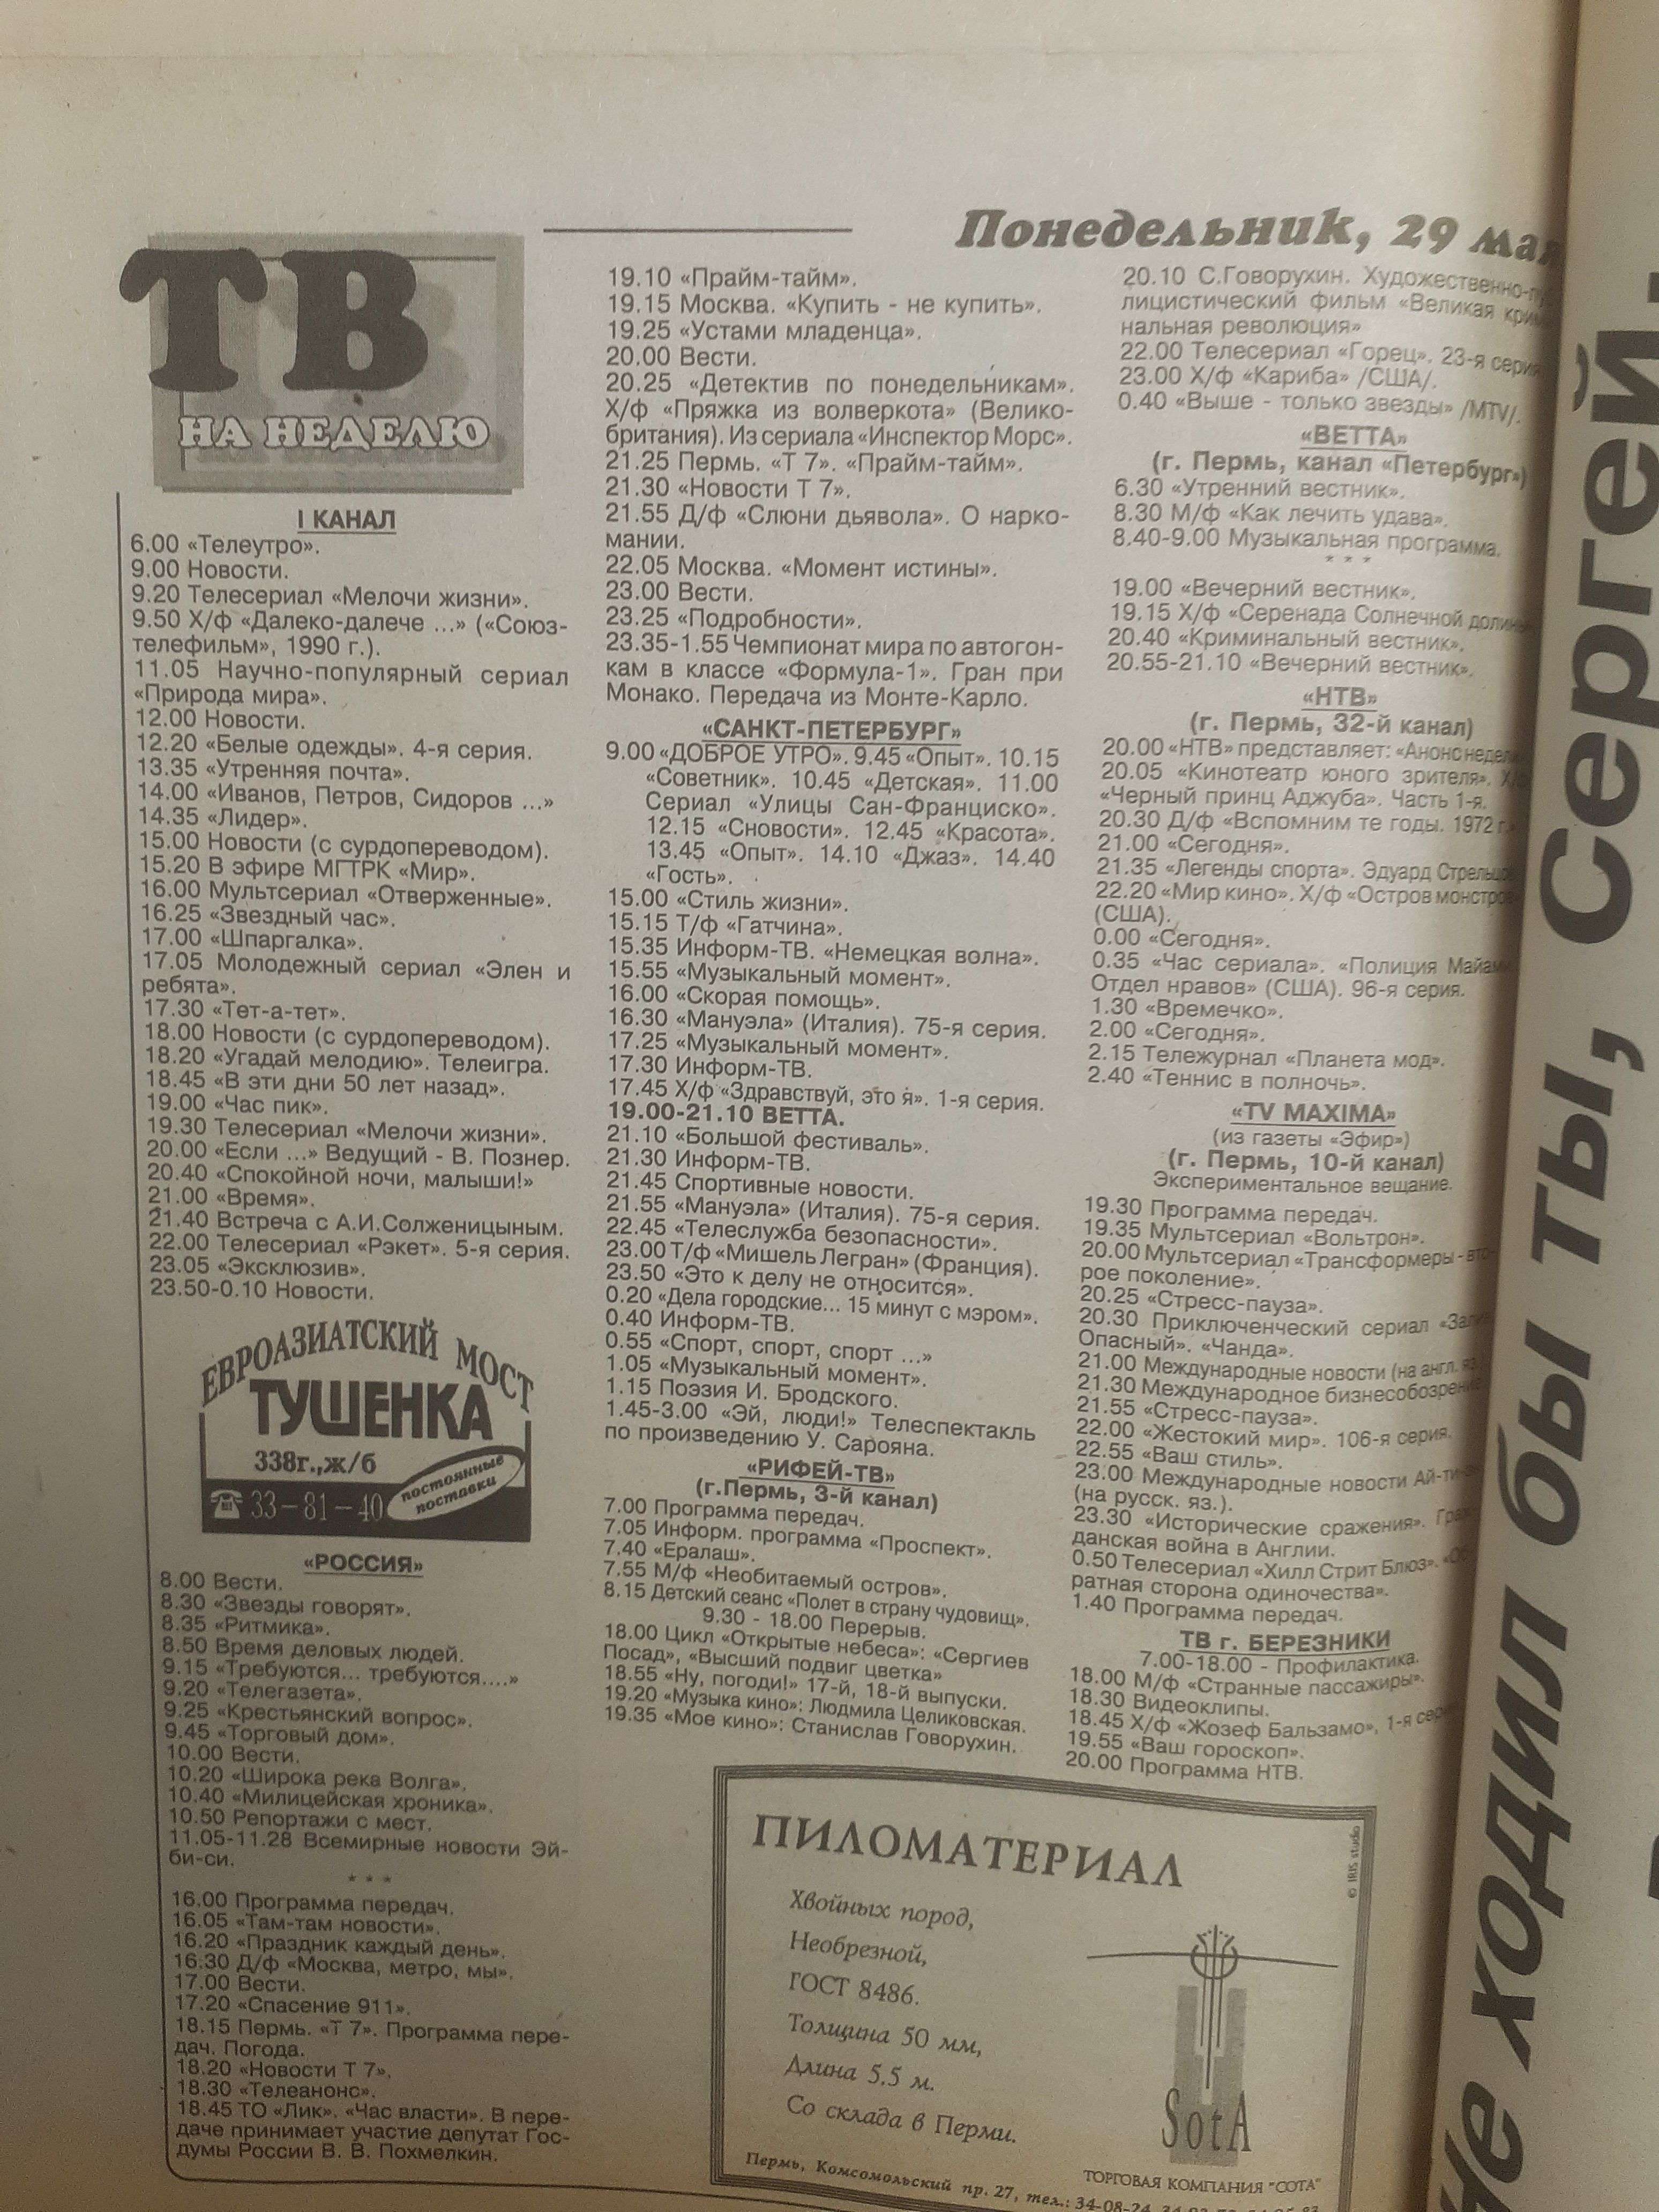 ТВ
НА НЕДЕЛЮ
Понедельник, 29 мая
I КАНАЛ
6.00 «Телеутро».
9.00 Новости.
9.20 Телесериал «Мелочи жизни».
9.50 Х/ф «Далеко-далече ...» («Союз-
телефильм», 1990 г.).
11.05 Научно-популярный сериал
«Природа мира».
12.00 Новости.
12.20 «Белые одежды». 4-я серия.
13.35 «Утренняя почта».
14.00 «Иванов, Петров, Сидоров ...»
14.35 «Лидер».
15.00 Новости (с сурдопереводом).
15.20 В эфире МГТРК «Мир».
16.00 Мультсериал «Отверженные».
16.25 «Звездный час».
17.00 «Шпаргалка».
17.05 Молодежный сериал «Элен и
ребята».
17.30 «Тет-а-тет».
18.00 Новости (с сурдопереводом).
18.20 «Угадай мелодию». Телеигра.
18.45 «В эти дни 50 лет назад».
19.00 «Час пик».
19.30 Телесериал «Мелочи жизни».
20.00 «Если ...» Ведущий - В. Познер.
20.40 «Спокойной ночи, малыши!»
21.00 «Время».
21.40 Встреча с А.И.Солженицыным.
22.00 Телесериал «Рэкет». 5-я серия.
23.05 «Эксклюзив».
23.50-0.10 Новости.
ЕВРОАЗИАТСКИЙ МОСТ
ТУШЕНКА
338г.,ж/б
постоянные
поставки
☎ 33-81-40
«РОССИЯ»
8.00 Вести.
8.30 «Звезды говорят».
8.35 «Ритмика».
8.50 Время деловых людей.
9.15 «Требуются... требуются....»
9.20 «Телегазета».
9.25 «Крестьянский вопрос».
9.45 «Торговый дом».
10.00 Вести.
10.20 «Широка река Волга».
10.40 «Милицейская хроника».
10.50 Репортажи с мест.
11.05-11.28 Всемирные новости Эй-
би-си.
* * *
16.00 Программа передач.
16.05 «Там-там новости».
16.20 «Праздник каждый день».
16.30 Д/ф «Москва, метро, мы».
17.00 Вести.
17.20 «Спасение 911».
18.15 Пермь. «Т 7». Программа пере-
дач. Погода.
18.20 «Новости Т 7».
18.30 «Телеанонс».
18.45 ТО «Лик». «Час власти». В пере-
даче принимает участие депутат Гос-
думы России В. В. Похмелкин.
19.10 «Прайм-тайм».
19.15 Москва. «Купить - не купить».
19.25 «Устами младенца».
20.00 Вести.
20.25 «Детектив по понедельникам».
Х/ф «Пряжка из волверкота» (Велико-
британия). Из сериала «Инспектор Морс».
21.25 Пермь. «Т 7». «Прайм-тайм».
21.30 «Новости Т 7».
21.55 Д/ф «Слюни дьявола». О нарко-
мании.
22.05 Москва. «Момент истины».
23.00 Вести.
23.25 «Подробности».
23.35-1.55 Чемпионат мира по автогон-
кам в классе «Формула-1». Гран при
Монако. Передача из Монте-Карло.
«САНКТ-ПЕТЕРБУРГ»
9.00 «ДОБРОЕ УТРО». 9.45 «Опыт». 10.15
«Советник». 10.45 «Детская». 11.00
Сериал «Улицы Сан-Франциско».
12.15 «Сновости». 12.45 «Красота».
13.45 «Опыт». 14.10 «Джаз». 14.40
«Гость».
15.00 «Стиль жизни».
15.15 Т/ф «Гатчина».
15.35 Информ-ТВ. «Немецкая волна».
15.55 «Музыкальный момент».
16.00 «Скорая помощь».
16.30 «Мануэла» (Италия). 75-я серия.
17.25 «Музыкальный момент».
17.30 Информ-ТВ.
17.45 Х/ф «Здравствуй, это я». 1-я серия.
19.00-21.10 ВЕТТА.
21.10 «Большой фестиваль».
21.30 Информ-ТВ.
21.45 Спортивные новости.
21.55 «Мануэла» (Италия). 75-я серия.
22.45 «Телеслужба безопасности».
23.00 Т/ф «Мишель Легран» (Франция).
23.50 «Это к делу не относится».
0.20 «Дела городские... 15 минут с мэром».
0.40 Информ-ТВ.
0.55 «Спорт, спорт, спорт ...»
1.05 «Музыкальный момент».
1.15 Поэзия И. Бродского.
1.45-3.00 «Эй, люди!» Телеспектакль
по произведению У. Сарояна.
«РИФЕЙ-ТВ»
(г.Пермь, 3-й канал)
7.00 Программа передач.
7.05 Информ. программа «Проспект».
7.40 «Ералаш».
7.55 М/ф «Необитаемый остров».
8.15 Детский сеанс «Полет в страну чудовищ».
9.30 - 18.00 Перерыв.
18.00 Цикл «Открытые небеса»: «Сергиев
Посад», «Высший подвиг цветка»
18.55 «Ну, погоди!» 17-й, 18-й выпуски.
19.20 «Музыка кино»: Людмила Целиковская.
19.35 «Мое кино»: Станислав Говорухин.
20.10 С.Говорухин. Художественно-пуб
лицистический фильм «Великая кри
нальная революция»
22.00 Телесериал «Горец». 23-я серия
23.00 Х/ф «Кариба» /США/.
0.40 «Выше - только звезды» /MTV/.
«ВЕТТА»
(г. Пермь, канал «Петербург»)
6.30 «Утренний вестник».
8.30 М/ф «Как лечить удава».
8.40-9.00 Музыкальная программа.
* * *
19.00 «Вечерний вестник».
19.15 Х/ф «Серенада Солнечной долины
20.40 «Криминальный вестник».
20.55-21.10 «Вечерний вестник».
«НТВ»
(г. Пермь, 32-й канал)
20.00 «НТВ» представляет: «Анонс недели
20.05 «Кинотеатр юного зрителя». Х/
«Черный принц Аджуба». Часть 1-я.
20.30 Д/ф «Вспомним те годы. 1972 г.
21.00 «Сегодня».
21.35 «Легенды спорта». Эдуард Стрельцов
22.20 «Мир кино». Х/ф «Остров монстров
(США).
0.00 «Сегодня».
0.35 «Час сериала». «Полиция Майами
Отдел нравов» (США). 96-я серия.
1.30 «Времечко».
2.00 «Сегодня».
2.15 Тележурнал «Планета мод».
2.40 «Теннис в полночь».
«TV MAXIMA»
(из газеты «Эфир»)
(г. Пермь, 10-й канал)
Экспериментальное вещание.
19.30 Программа передач.
19.35 Мультсериал «Вольтрон».
20.00 Мультсериал «Трансформеры - вто-
рое поколение».
20.25 «Стресс-пауза».
20.30 Приключенческий сериал
Опасный». «Чанда».
21.00 Международные новости (на англ. яз.
21.30 Международное бизнесобозрение
21.55 «Стресс-пауза».
22.00 «Жестокий мир». 106-я серия.
22.55 «Ваш стиль».
23.00 Международные новости Ай-ти-эн
(на русск. яз.).
23.30 «Исторические сражения». Граж
данская война в Англии.
0.50 Телесериал «Хилл Стрит Блюз». «Об
ратная сторона одиночества».
1.40 Программа передач.
ТВ г. БЕРЕЗНИКИ
7.00-18.00 - Профилактика.
18.00 М/ф «Странные пассажиры».
18.30 Видеоклипы.
18.45 Х/ф «Жозеф Бальзамо», 1-я сер
19.55 «Ваш гороскоп».
20.00 Программа НТВ.
ПИЛОМАТЕРИАЛ
Хвойных пород,
Необрезной,
ГОСТ 8486.
Толщина 50 мм,
Длина 5,5 м.
Со склада в Перми.
© IRIS studio
SotA
ТОРГОВАЯ КОМПАНИЯ "СОТА"
Пермь, Комсомольский пр. 27, тел.: 34-08-24,
Не ходил бы ты, Сергей,